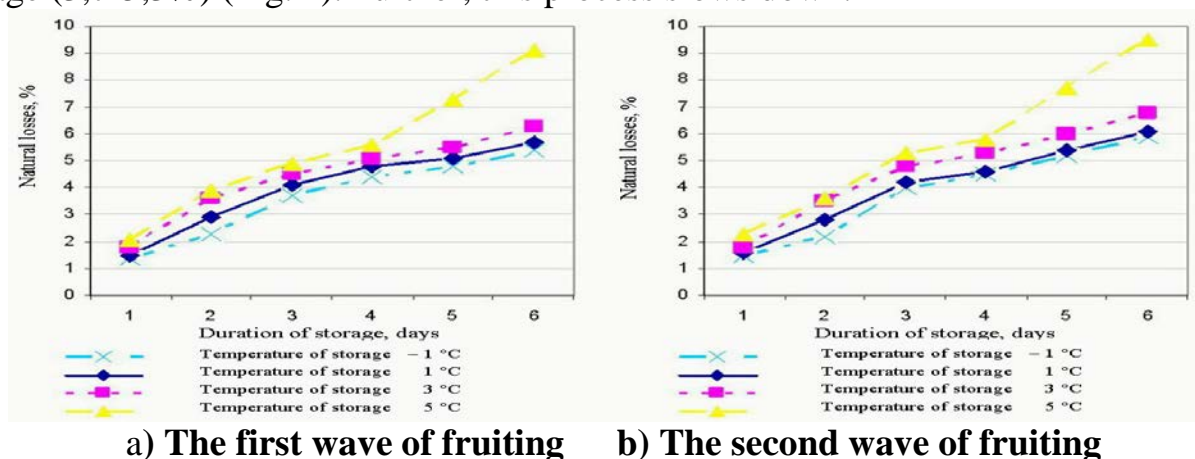 this process slows down.
10
9
8
7
6
5
4
3
2
1
0
Natural losses, %
1 2 3 4 5 6
Duration of storage, days
Temperature of storage – 1 °C
Temperature of storage 1 °C
Temperature of storage 3 °C
Temperature of storage 5 °C
a) The first wave of fruiting
10
9
8
7
6
5
4
3
2
1
0
Natural losses, %
1 2 3 4 5 6
Duration of storage, days
Temperature of storage – 1 °C
Temperature of storage 1 °C
Temperature of storage 3 °C
Temperature of storage 5 °C
b) The second wave of fruiting